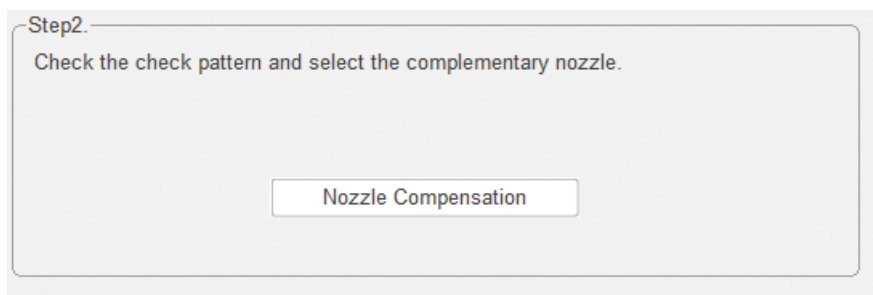 Step2.
Check the check pattern and select the complementary nozzle.
Nozzle Compensation